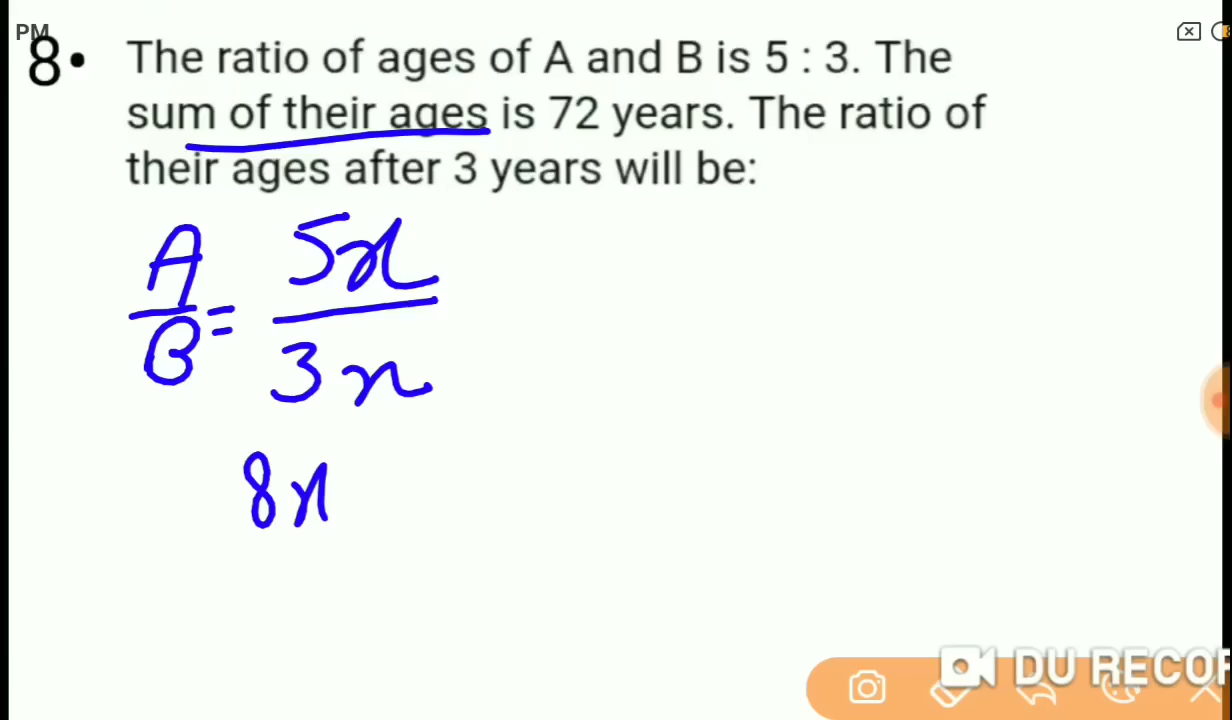 PM
8• The ratio of ages of A and B is 5 : 3. The
sum of their ages is 72 years. The ratio of
their ages after 3 years will be:
A/B = 5x/3x
8x
DU RECOR